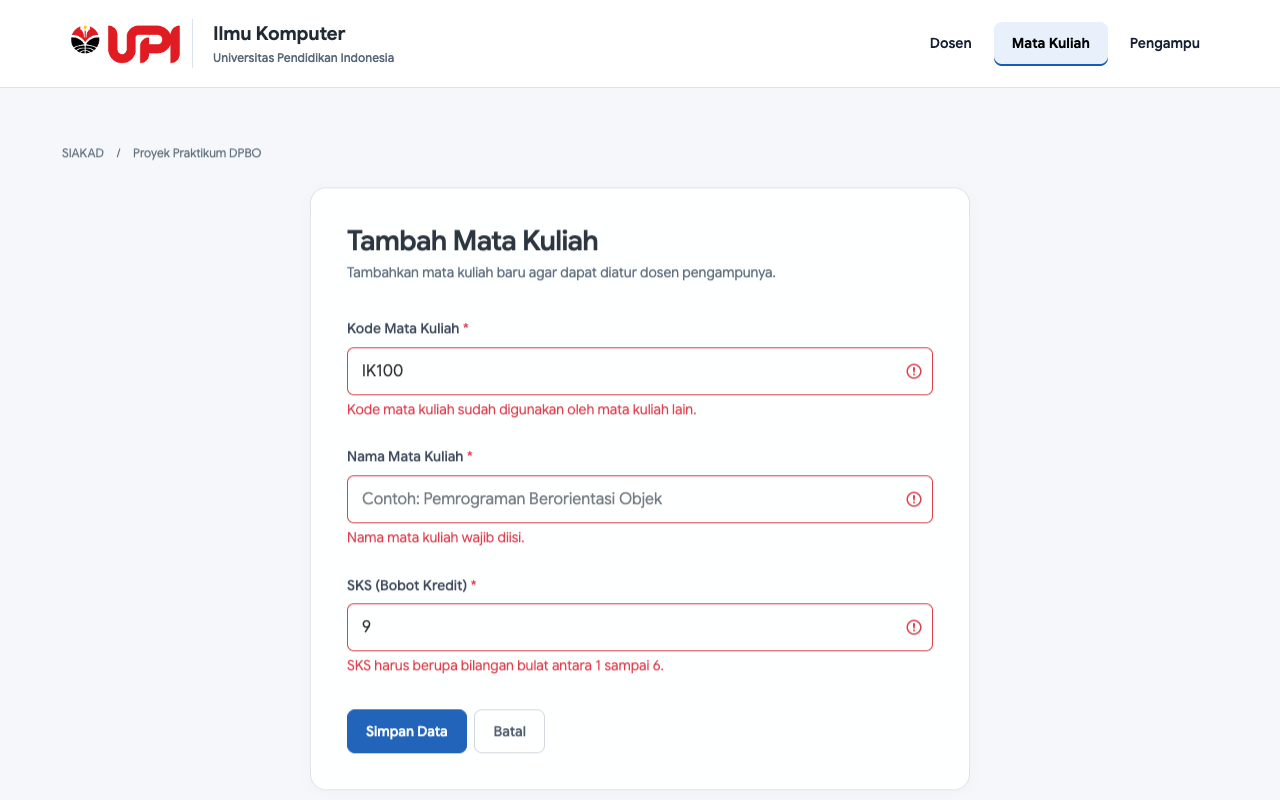 UPI
Ilmu Komputer
Universitas Pendidikan Indonesia
Dosen
Mata Kuliah
Pengampu
SIAKAD / Proyek Praktikum DPBO
Tambah Mata Kuliah
Tambahkan mata kuliah baru agar dapat diatur dosen pengampunya.
Kode Mata Kuliah *
IK100
Kode mata kuliah sudah digunakan oleh mata kuliah lain.
Nama Mata Kuliah *
Contoh: Pemrograman Berorientasi Objek
Nama mata kuliah wajib diisi.
SKS (Bobot Kredit) *
9
SKS harus berupa bilangan bulat antara 1 sampai 6.
Simpan Data
Batal